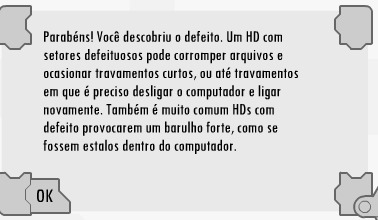 Parabéns! Você descobriu o defeito. Um HD com
setores defeituosos pode corromper arquivos e
ocasionar travamentos curtos, ou até travamentos
em que é preciso desligar o computador e ligar
novamente. Também é muito comum HDs com
defeito provocarem um barulho forte, como se
fossem estalos dentro do computador.
OK